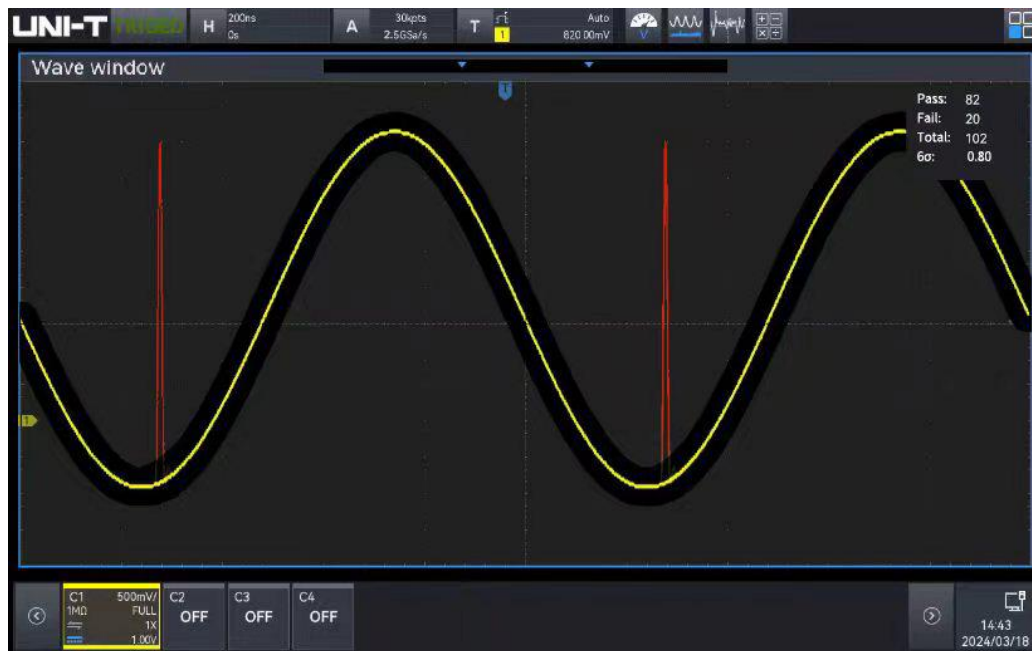 UNI-T
TRIGED
H
200ns
0s
A
30kpts
2.5GSa/s
T
1
Auto
820.00mV
V
Wave window
T
Pass: 82
Fail: 20
Total: 102
6σ: 0.80
1
C1 500mV/
1MΩ FULL
1X
1.00V
C2
OFF
C3
OFF
C4
OFF
14:43
2024/03/18